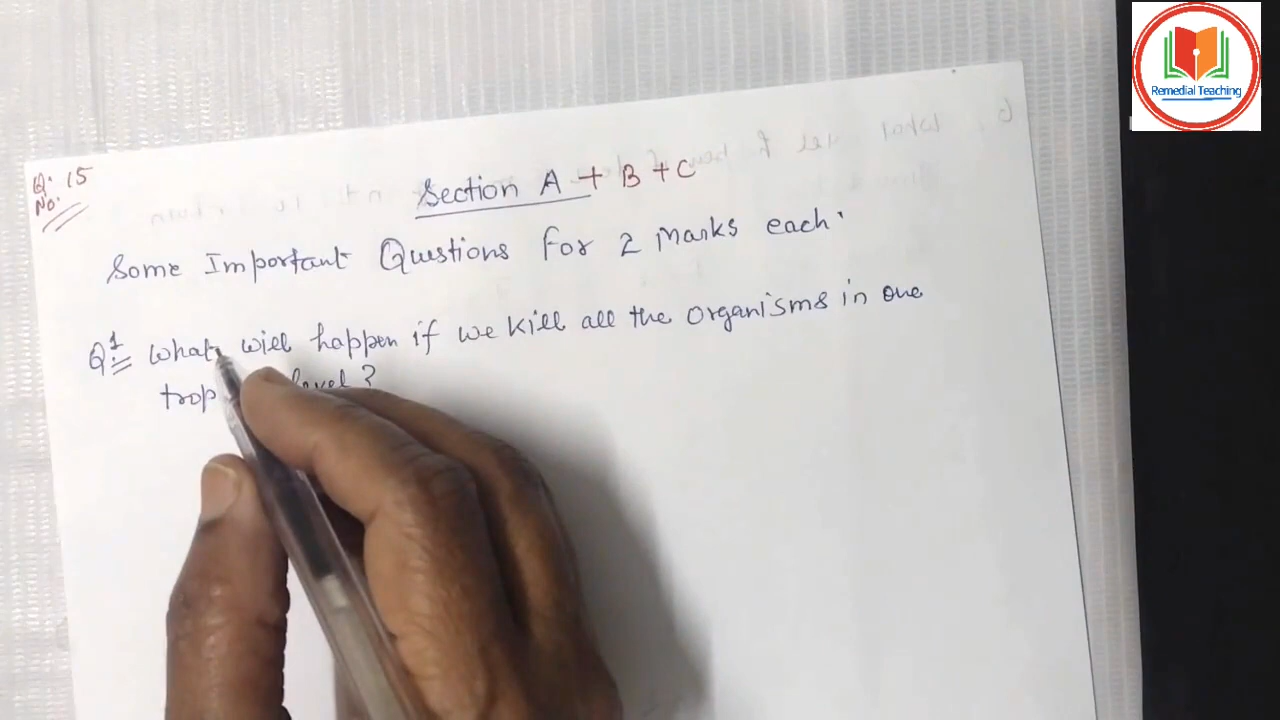 Remedial Teaching
Q. 15
No.
Section A + B + C
Some Important Questions for 2 Marks each.
Q.1 What will happen if we kill all the organisms in one
trop level?